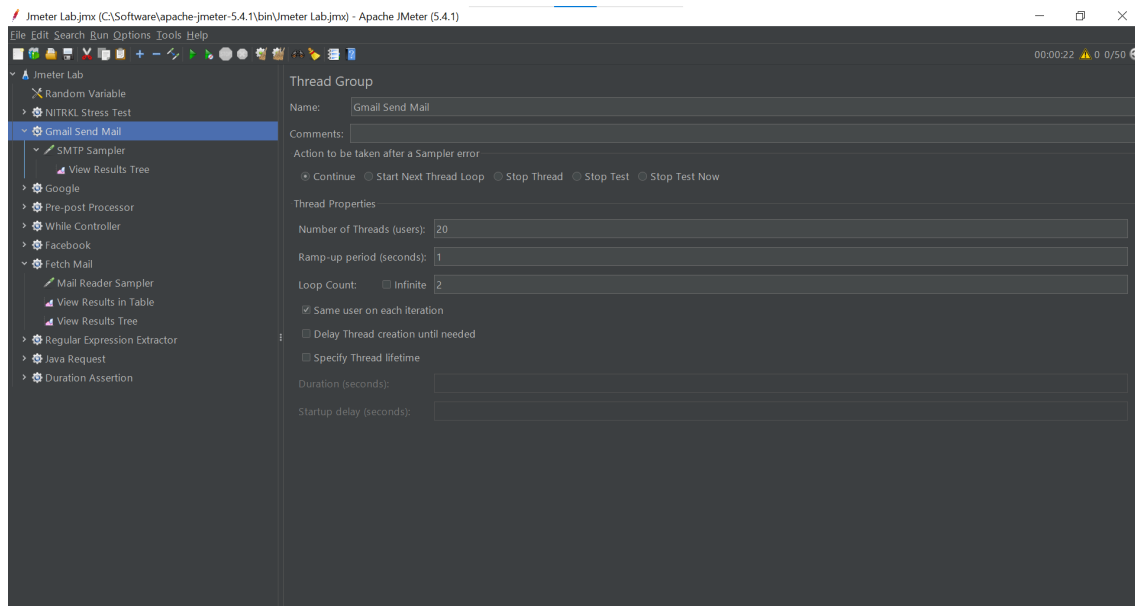 Jmeter Lab.jmx (C:\Software\apache-jmeter-5.4.1\bin\Jmeter Lab.jmx) - Apache JMeter (5.4.1)
File Edit Search Run Options Tools Help
00:00:22 0 0/50
Jmeter Lab
Random Variable
NITRKL Stress Test
Gmail Send Mail
SMTP Sampler
View Results Tree
Google
Pre-post Processor
While Controller
Facebook
Fetch Mail
Mail Reader Sampler
View Results in Table
View Results Tree
Regular Expression Extractor
Java Request
Duration Assertion
Thread Group
Name: Gmail Send Mail
Comments:
Action to be taken after a Sampler error
Continue Start Next Thread Loop Stop Thread Stop Test Stop Test Now
Thread Properties
Number of Threads (users): 20
Ramp-up period (seconds): 1
Loop Count: Infinite 2
Same user on each iteration
Delay Thread creation until needed
Specify Thread lifetime
Duration (seconds):
Startup delay (seconds):